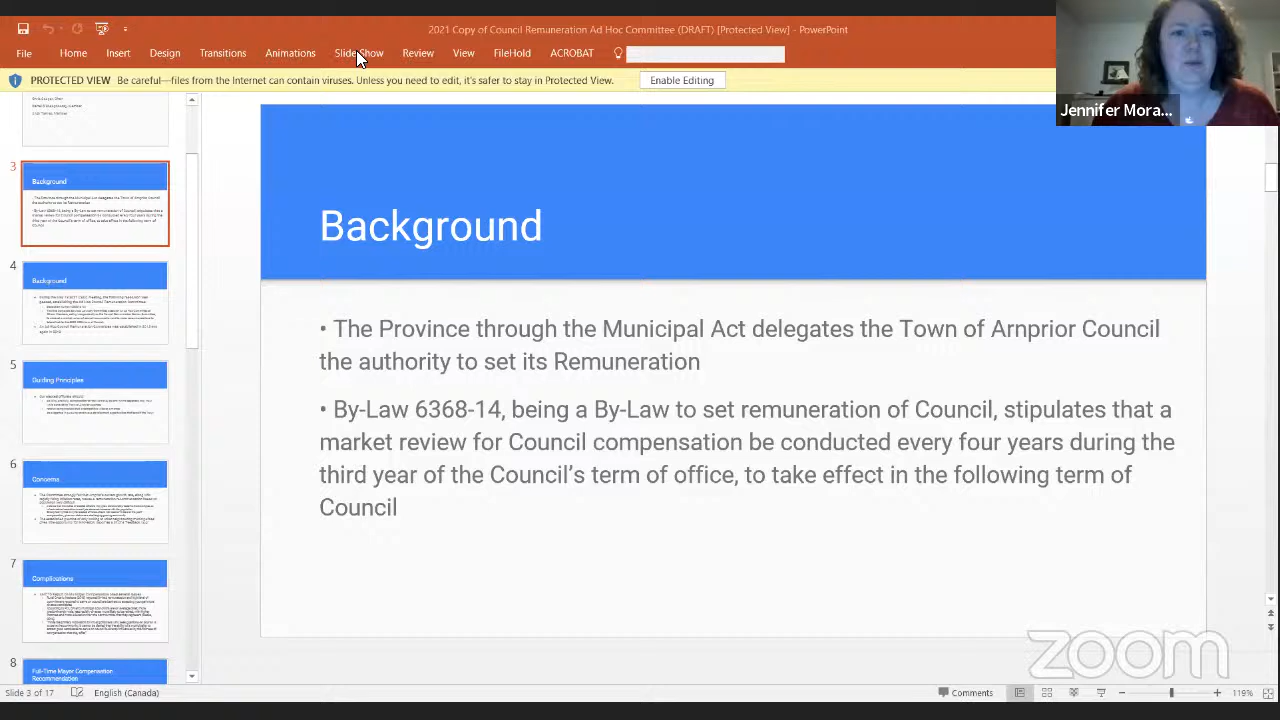 2021 Copy of Council Remuneration Ad Hoc Committee (DRAFT) [Protected View] - PowerPoint
File Home Insert Design Transitions Animations Slide Show Review View FileHold ACROBAT
PROTECTED VIEW Be careful—files from the Internet can contain viruses. Unless you need to edit, it's safer to stay in Protected View. Enable Editing
Jennifer Mora...
3
Background
4
Background
5
Guiding Principles
6
Concerns
7
Complications
8
Full-Time Mayor Compensation
Recommendation
Background
• The Province through the Municipal Act delegates the Town of Arnprior Council
the authority to set its Remuneration
• By-Law 6368-14, being a By-Law to set remuneration of Council, stipulates that a
market review for Council compensation be conducted every four years during the
third year of the Council's term of office, to take effect in the following term of
Council
zoom
Slide 3 of 17 English (Canada) Comments 119%